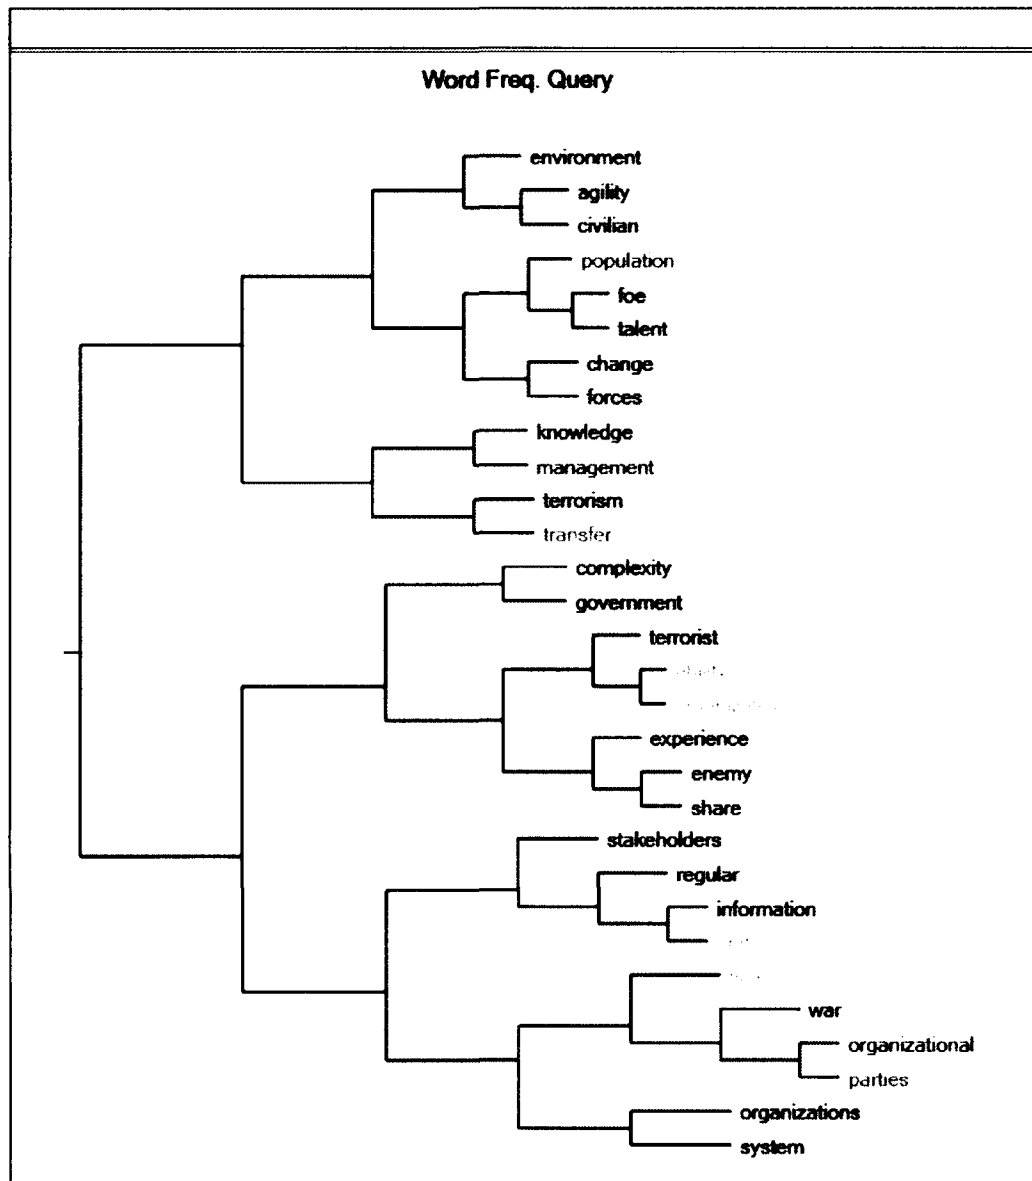 Word Freq. Query
environment
agility
civilian
population
foe
talent
change
forces
knowledge
management
terrorism
transfer
complexity
government
terrorist
experience
enemy
share
stakeholders
regular
information
war
organizational
parties
organizations
system